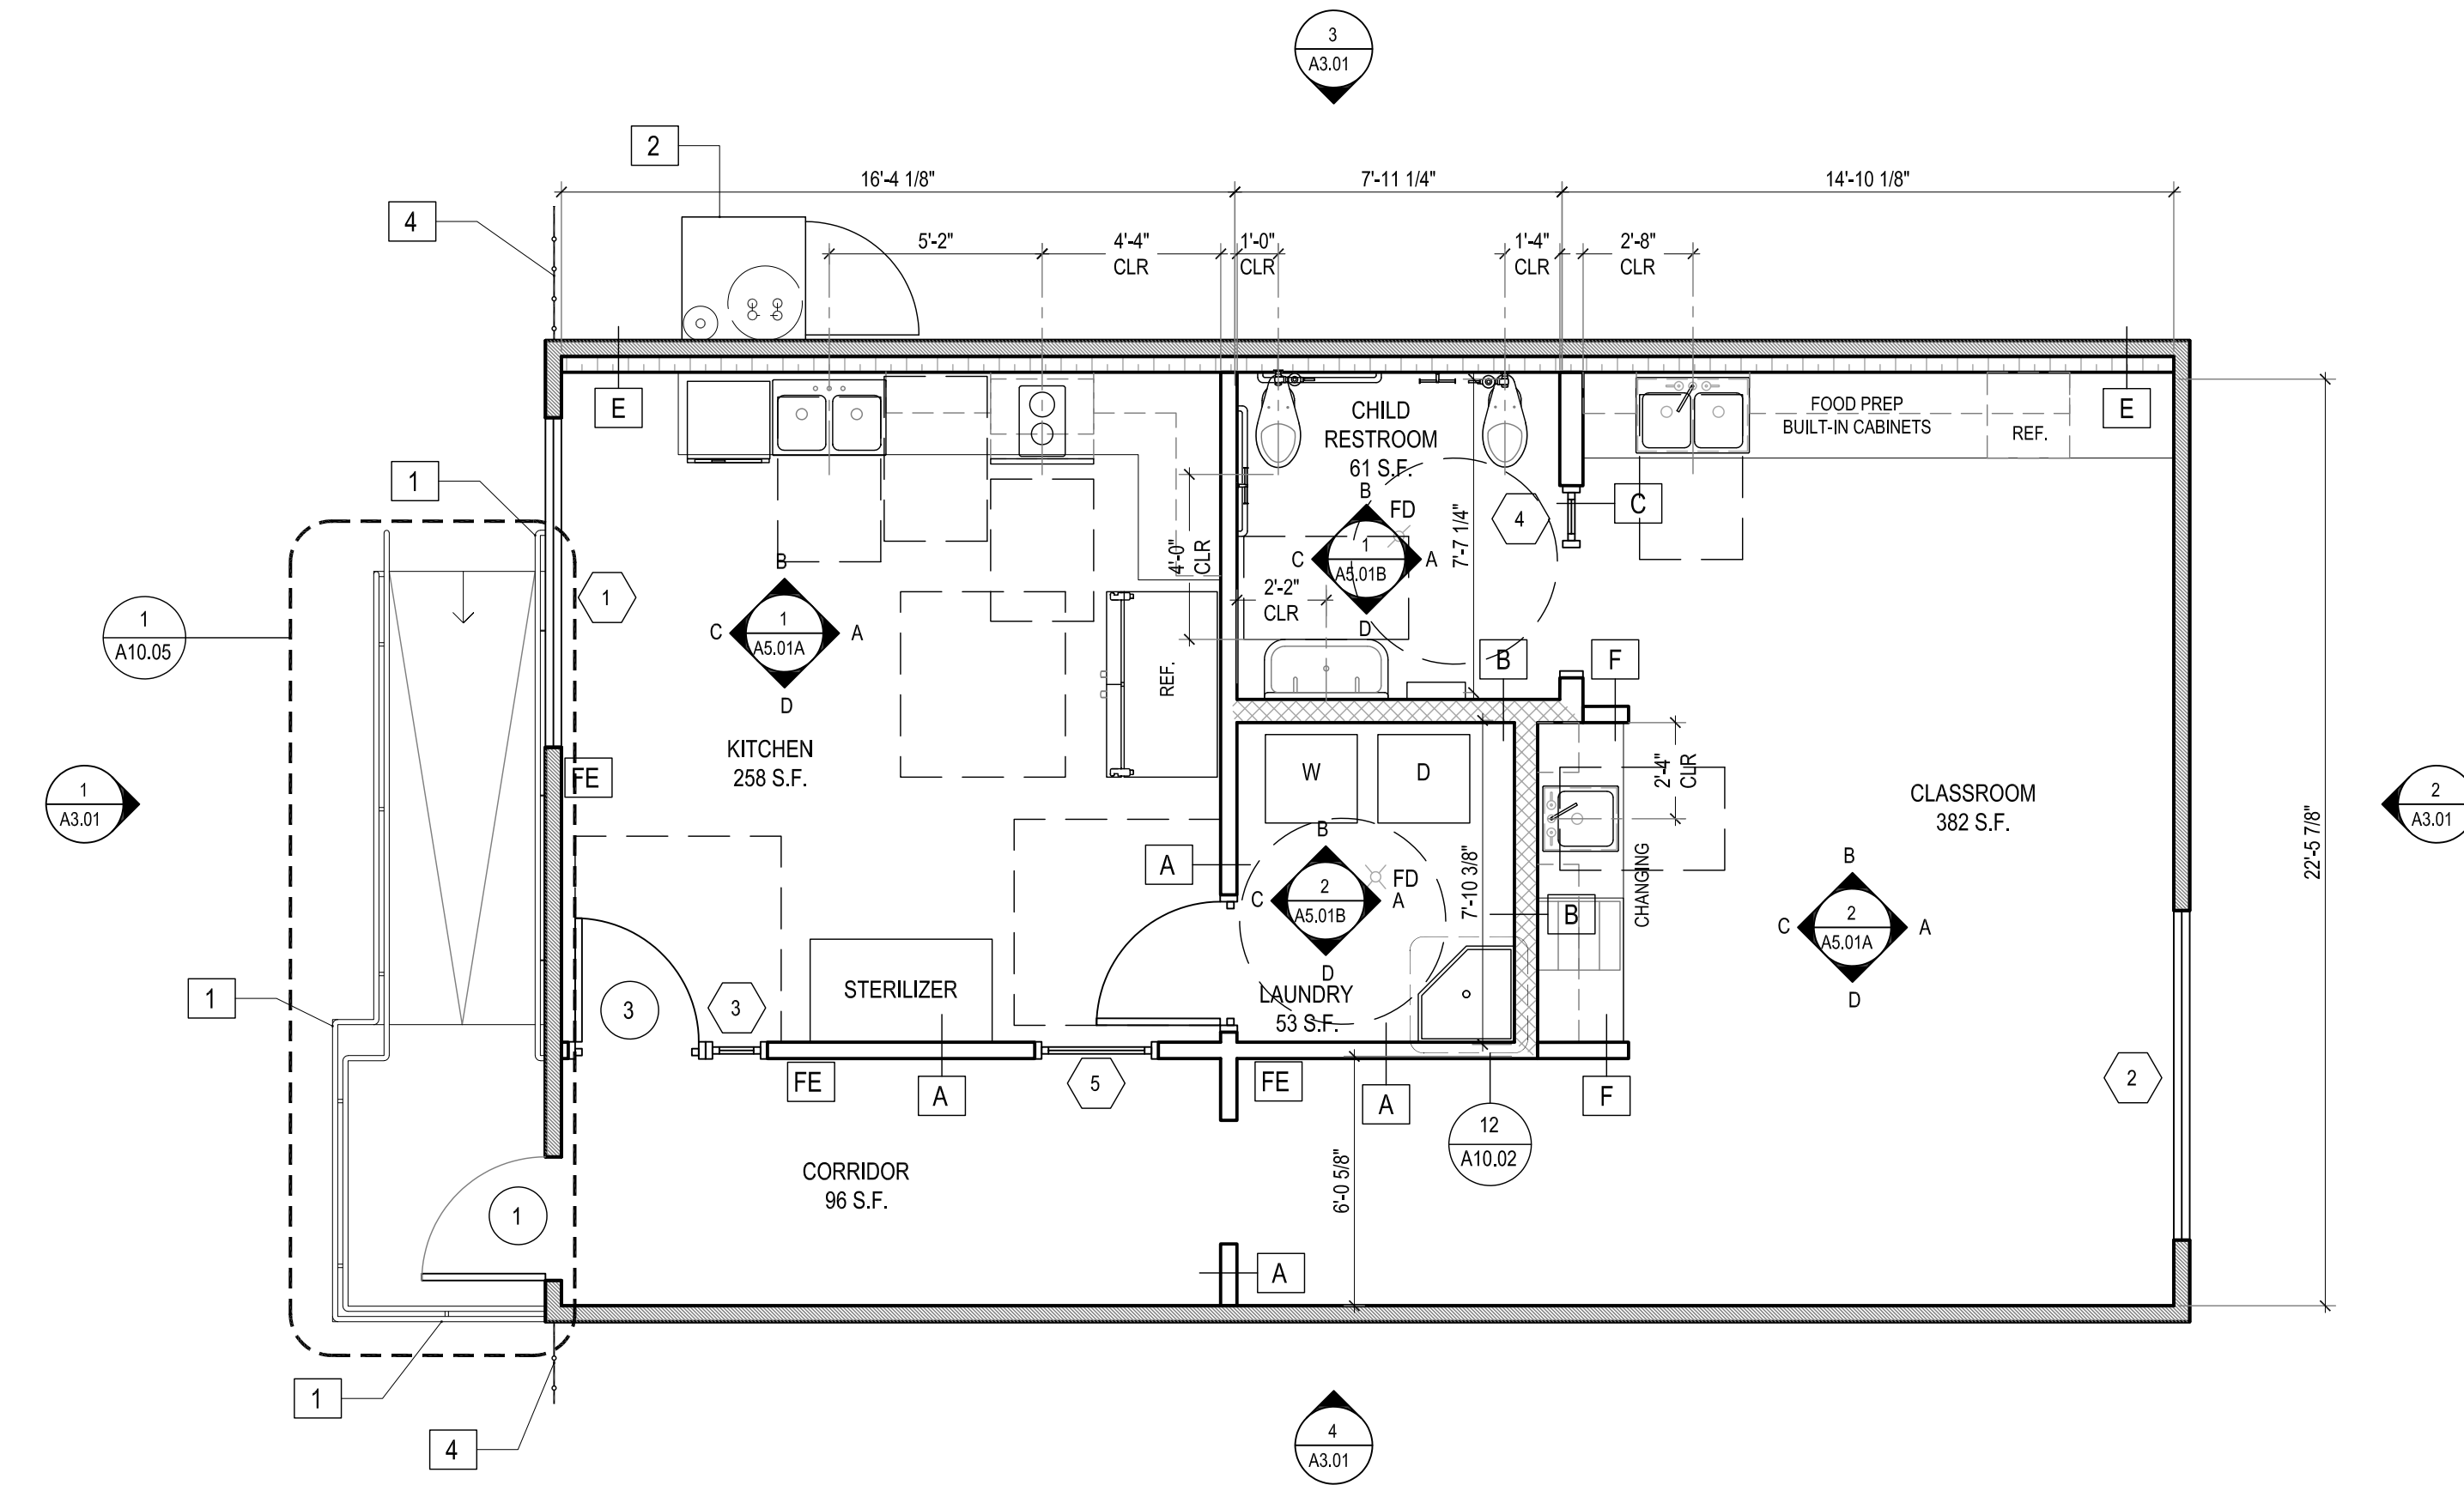 3
A3.01
2
16'-4 1/8"
7'-11 1/4"
14'-10 1/8"
4
5'-2"
4'-4"
CLR
1'-0"
CLR
1'-4"
CLR
2'-8"
CLR
E
CHILD
RESTROOM
61 S.F.
FOOD PREP
BUILT-IN CABINETS
REF.
E
1
C
B
FD
4
1
A5.01B
C
A
D
7'-7 1/4"
4'-0"
CLR
2'-2"
CLR
1
B
1
A5.01A
C
A
D
1
A10.05
REF.
B
F
KITCHEN
258 S.F.
FE
W
D
2'-4"
CLR
1
A3.01
CLASSROOM
382 S.F.
2
A3.01
22'-5 7/8"
A
B
FD
2
A5.01B
C
A
D
7'-10 3/8"
B
CHANGING
B
2
A5.01A
C
A
D
LAUNDRY
53 S.F.
1
3
3
STERILIZER
FE
A
5
FE
A
F
2
12
A10.02
CORRIDOR
96 S.F.
6'-0 5/8"
1
A
1
4
4
A3.01